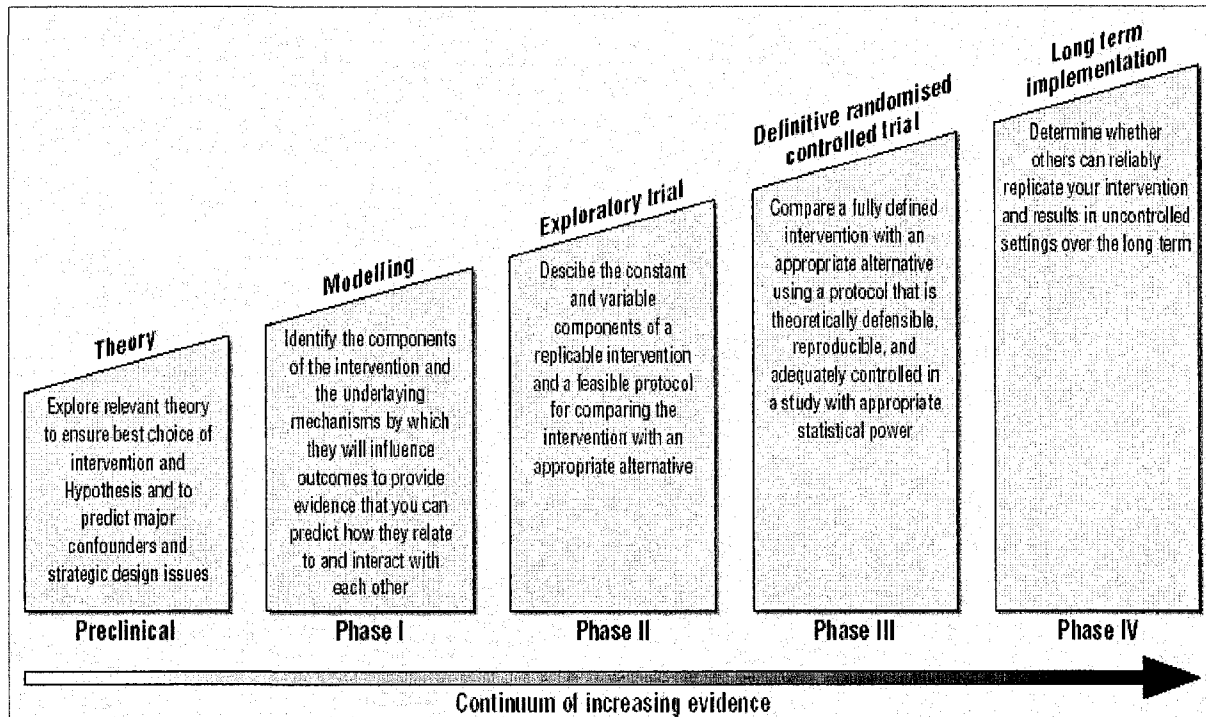 Theory
Explore relevant theory
to ensure best choice of
intervention and
Hypothesis and to
predict major
confounders and
strategic design issues
Preclinical
Modelling
Identify the components
of the intervention and
the underlaying
mechanisms by which
they will influence
outcomes to provide
evidence that you can
predict how they relate
to and interact with
each other
Phase I
Exploratory trial
Descibe the constant
and variable
components of a
replicable intervention
and a feasible protocol
for comparing the
intervention with an
appropriate alternative
Phase II
Definitive randomised
controlled trial
Compare a fully defined
intervention with an
appropriate alternative
using a protocol that is
theoretically defensible,
reproducible, and
adequately controlled in
a study with appropriate
statistical power
Phase III
Long term
implementation
Determine whether
others can reliably
replicate your intervention
and results in uncontrolled
settings over the long term
Phase IV
Continuum of increasing evidence